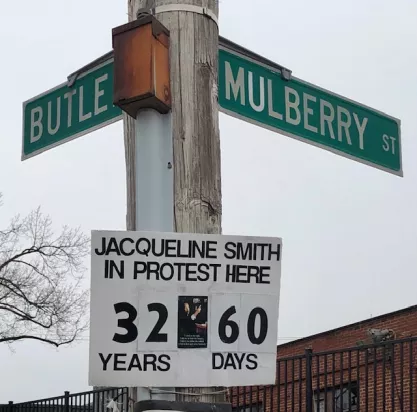 BUTLE
MULBERRY ST
JACQUELINE SMITH
IN PROTEST HERE
32 60
YEARS DAYS